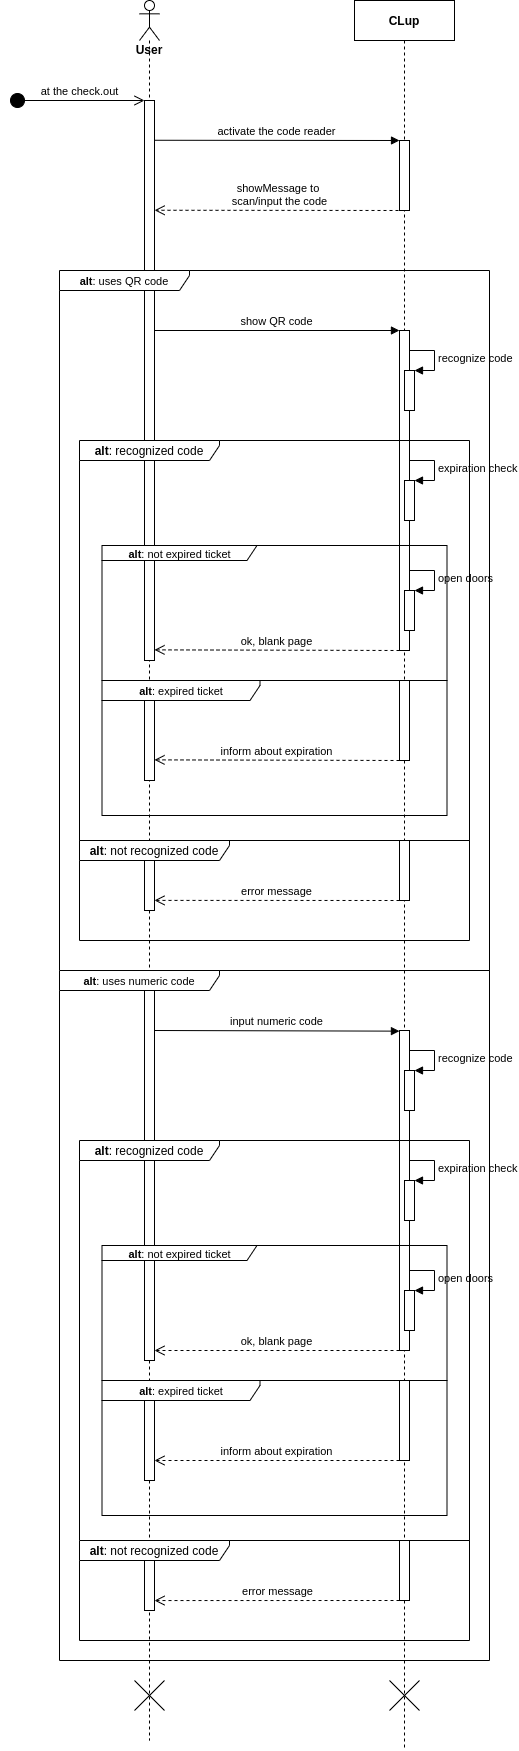 CLup
User
at the check.out
activate the code reader
showMessage to
scan/input the code
alt: uses QR code
show QR code
recognize code
alt: recognized code
expiration check
alt: not expired ticket
open doors
ok, blank page
alt: expired ticket
inform about expiration
alt: not recognized code
error message
alt: uses numeric code
input numeric code
recognize code
alt: recognized code
expiration check
alt: not expired ticket
open doors
ok, blank page
alt: expired ticket
inform about expiration
alt: not recognized code
error message